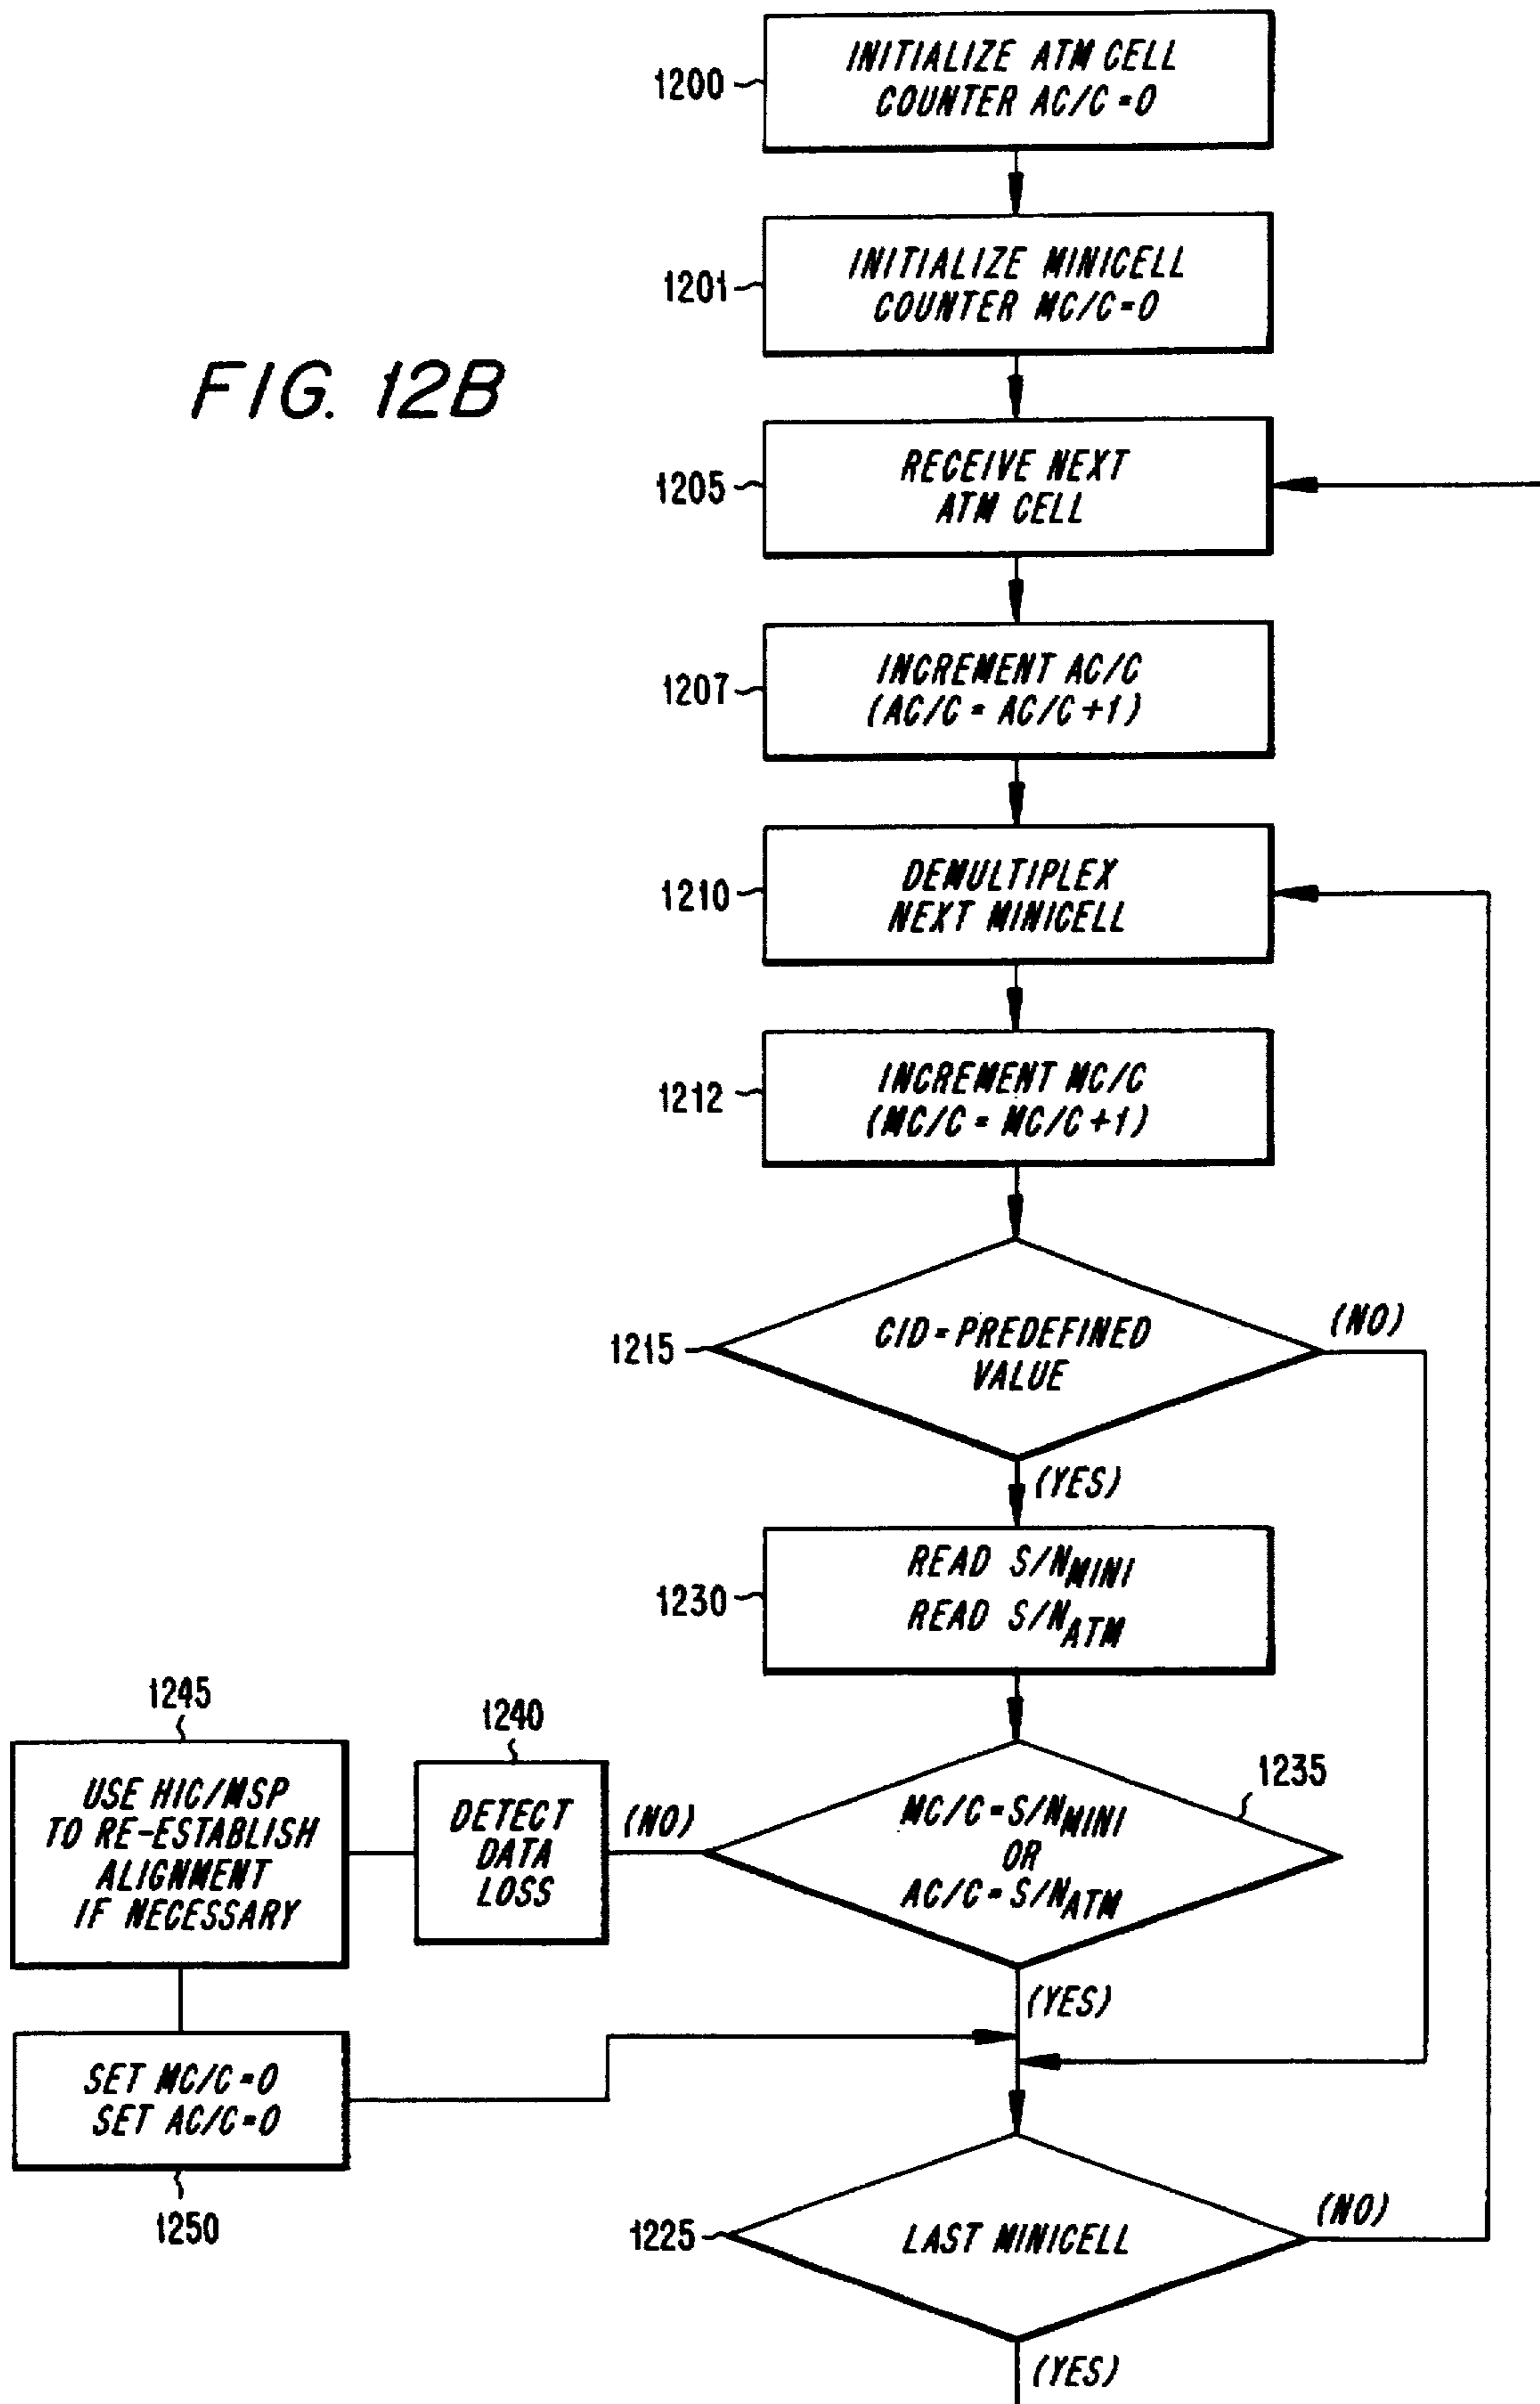 FIG. 12B
1200
INITIALIZE ATM CELL
COUNTER AC/C=0
1201
INITIALIZE MINICELL
COUNTER MC/C=0
1205
RECEIVE NEXT
ATM CELL
1207
INCREMENT AC/C
(AC/C = AC/C+1)
1210
DEMULTIPLEX
NEXT MINICELL
1212
INCREMENT MC/C
(MC/C = MC/C+1)
1215
CID=PREDEFINED
VALUE
(NO)
(YES)
1230
READ S/NMINI
READ S/NATM
1235
MC/C=S/NMINI
OR
AC/C=S/NATM
(NO)
(YES)
1240
DETECT
DATA
LOSS
1245
USE HIC/MSP
TO RE-ESTABLISH
ALIGNMENT
IF NECESSARY
SET MC/C=0
SET AC/C=0
1250
1225
LAST MINICELL
(NO)
(YES)